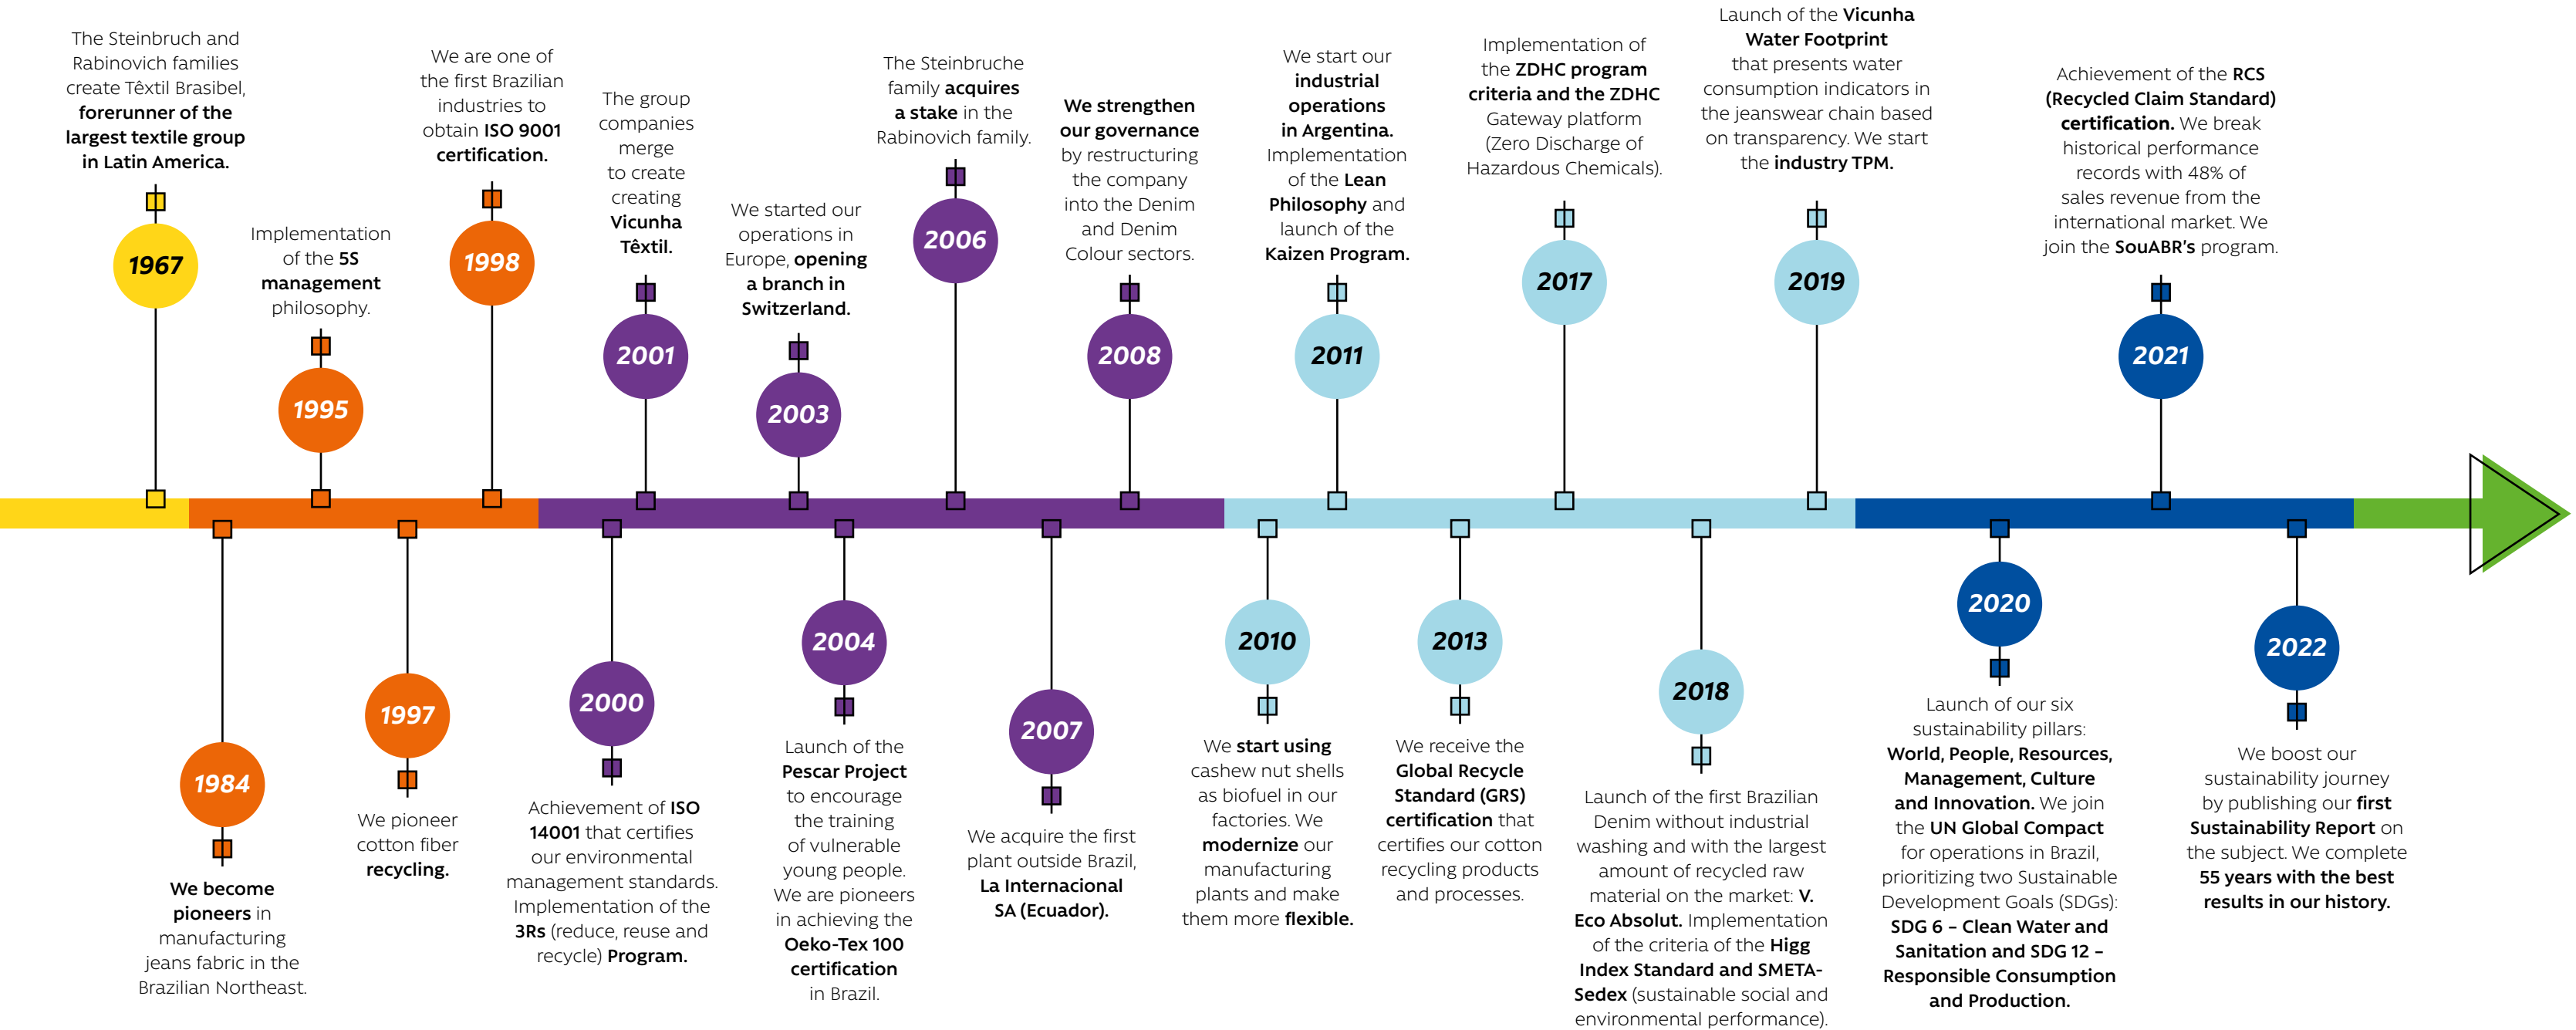 The Steinbruch and
Rabinovich families
create Têxtil Brasibel,
forerunner of the
largest textile group
in Latin America.
1967
We become
pioneers in
manufacturing
jeans fabric in the
Brazilian Northeast.
1984
Implementation
of the 5S
management
philosophy.
1995
We pioneer
cotton fiber
recycling.
1997
We are one of
the first Brazilian
industries to
obtain ISO 9001
certification.
1998
Achievement of ISO
14001 that certifies
our environmental
management standards.
Implementation of the
3Rs (reduce, reuse and
recycle) Program.
2000
The group
companies
merge
to create
creating
Vicunha
Têxtil.
2001
We started our
operations in
Europe, opening
a branch in
Switzerland.
2003
2004
Launch of the
Pescar Project
to encourage
the training
of vulnerable
young people.
We are pioneers
in achieving the
Oeko-Tex 100
certification
in Brazil.
The Steinbruche
family acquires
a stake in the
Rabinovich family.
2006
2007
We acquire the first
plant outside Brazil,
La Internacional
SA (Ecuador).
We strengthen
our governance
by restructuring
the company
into the Denim
and Denim
Colour sectors.
2008
2010
We start using
cashew nut shells
as biofuel in our
factories. We
modernize our
manufacturing
plants and make
them more flexible.
We start our
industrial
operations
in Argentina.
Implementation
of the Lean
Philosophy and
launch of the
Kaizen Program.
2011
2013
We receive the
Global Recycle
Standard (GRS)
certification that
certifies our cotton
recycling products
and processes.
Implementation of
the ZDHC program
criteria and the ZDHC
Gateway platform
(Zero Discharge of
Hazardous Chemicals).
2017
2018
Launch of the first Brazilian
Denim without industrial
washing and with the largest
amount of recycled raw
material on the market: V.
Eco Absolut. Implementation
of the criteria of the Higg
Index Standard and SMETA-
Sedex (sustainable social and
environmental performance).
Launch of the Vicunha
Water Footprint
that presents water
consumption indicators in
the jeanswear chain based
on transparency. We start
the industry TPM.
2019
2020
Launch of our six
sustainability pillars:
World, People, Resources,
Management, Culture
and Innovation. We join
the UN Global Compact
for operations in Brazil,
prioritizing two Sustainable
Development Goals (SDGs):
SDG 6 – Clean Water and
Sanitation and SDG 12 –
Responsible Consumption
and Production.
Achievement of the RCS
(Recycled Claim Standard)
certification. We break
historical performance
records with 48% of
sales revenue from the
international market. We
join the SouABR's program.
2021
2022
We boost our
sustainability journey
by publishing our first
Sustainability Report on
the subject. We complete
55 years with the best
results in our history.